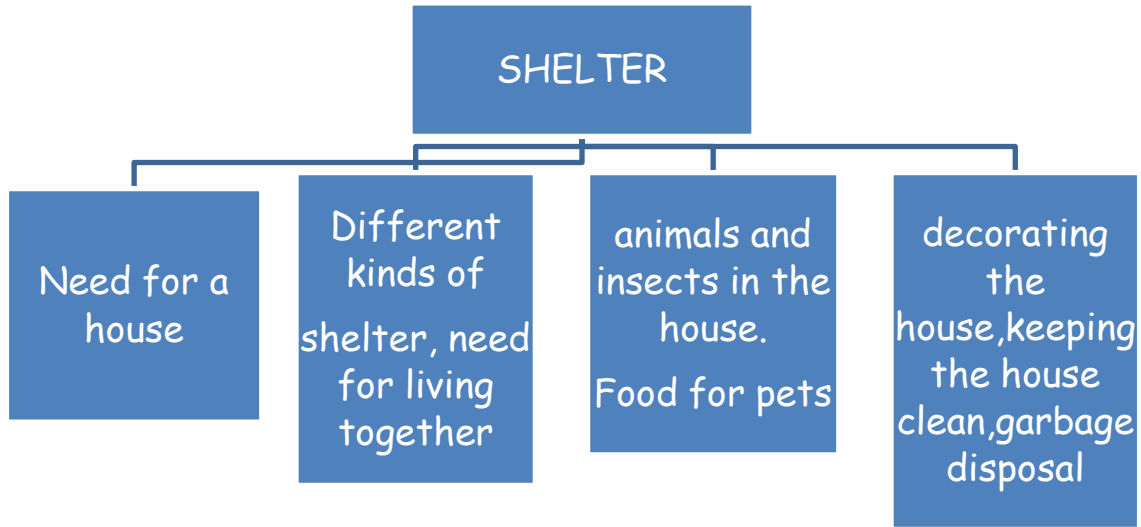 SHELTER
Need for a
house
Different
kinds of
shelter, need
for living
together
animals and
insects in the
house.
Food for pets
decorating
the
house,keeping
the house
clean,garbage
disposal